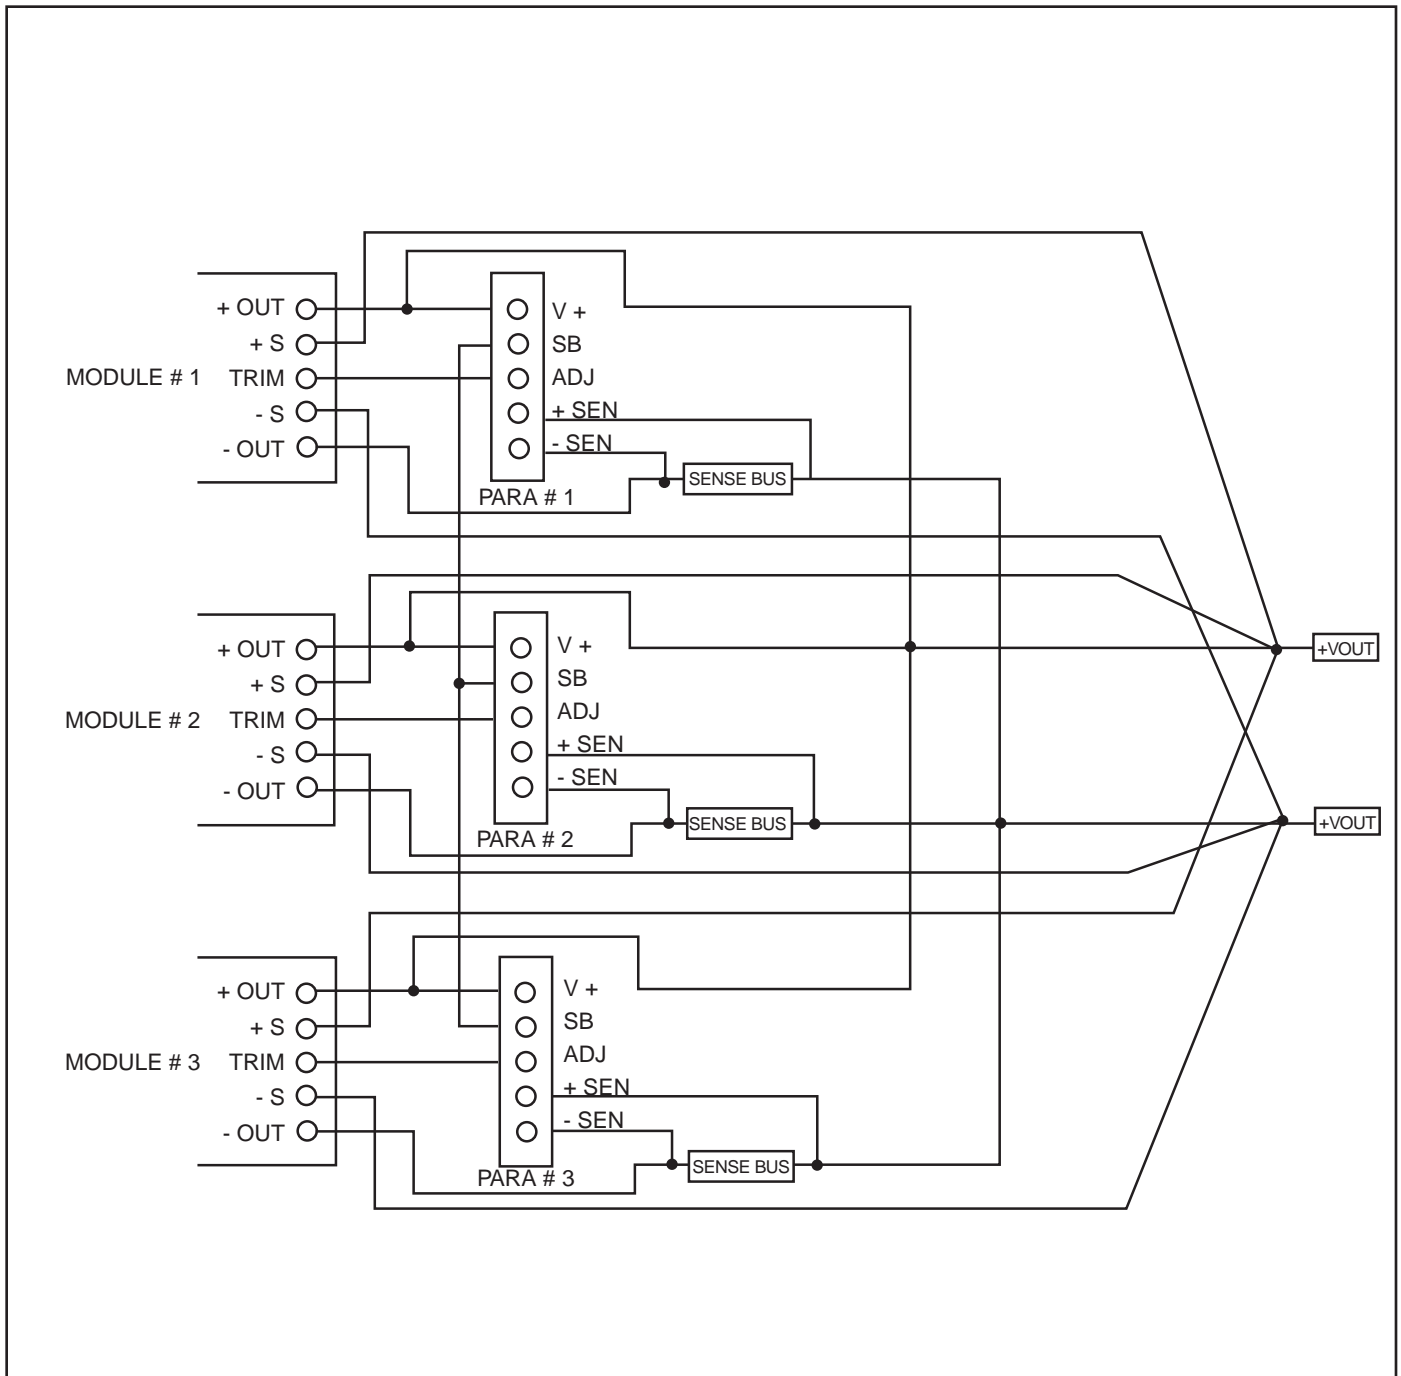 + OUT
+ S
MODULE # 1 TRIM
- S
- OUT
V +
SB
ADJ
+ SEN
- SEN
PARA # 1
SENSE BUS
+ OUT
+ S
MODULE # 2 TRIM
- S
- OUT
V +
SB
ADJ
+ SEN
- SEN
PARA # 2
SENSE BUS
+VOUT
+VOUT
+ OUT
+ S
MODULE # 3 TRIM
- S
- OUT
V +
SB
ADJ
+ SEN
- SEN
PARA # 3
SENSE BUS